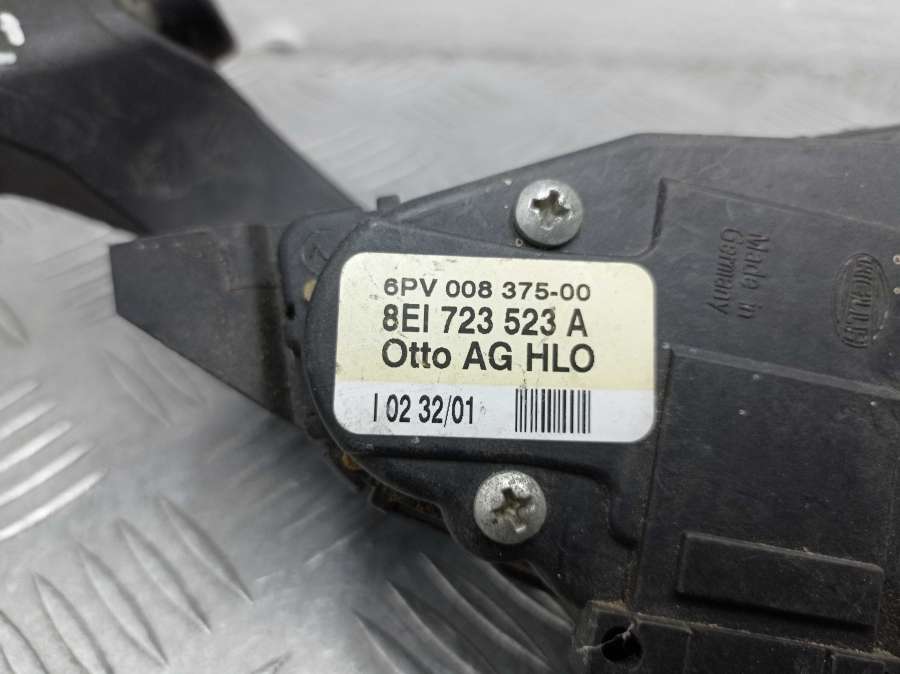 6PV 008 375-00
8EI 723 523 A
Otto AG HLO
I 02 32/01
Made in
Germany